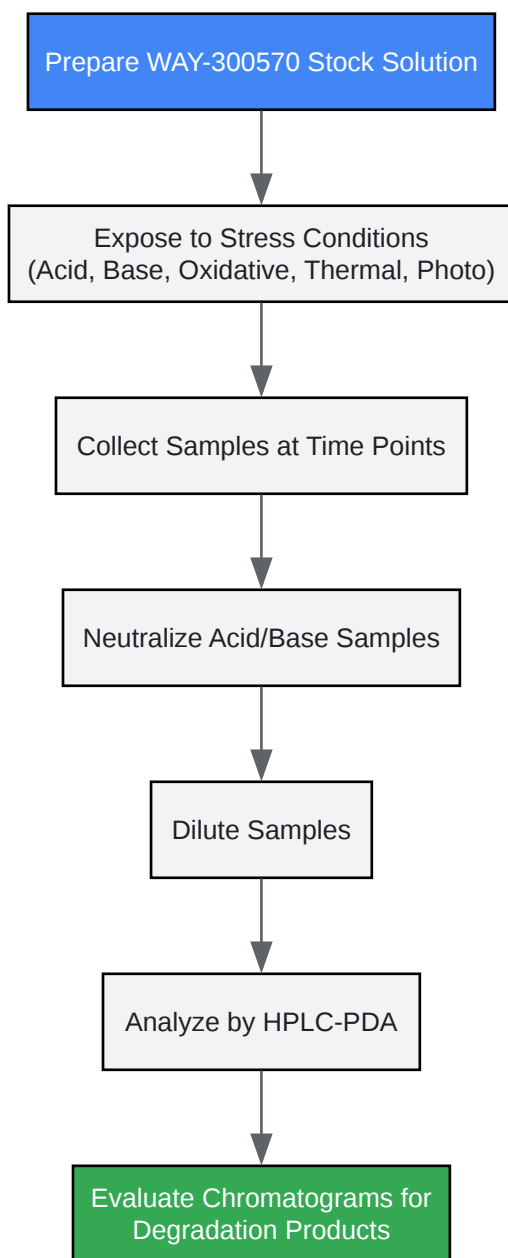 Prepare WAY-300570 Stock Solution
Expose to Stress Conditions
(Acid, Base, Oxidative, Thermal, Photo)
Collect Samples at Time Points
Neutralize Acid/Base Samples
Dilute Samples
Analyze by HPLC-PDA
Evaluate Chromatograms for
Degradation Products